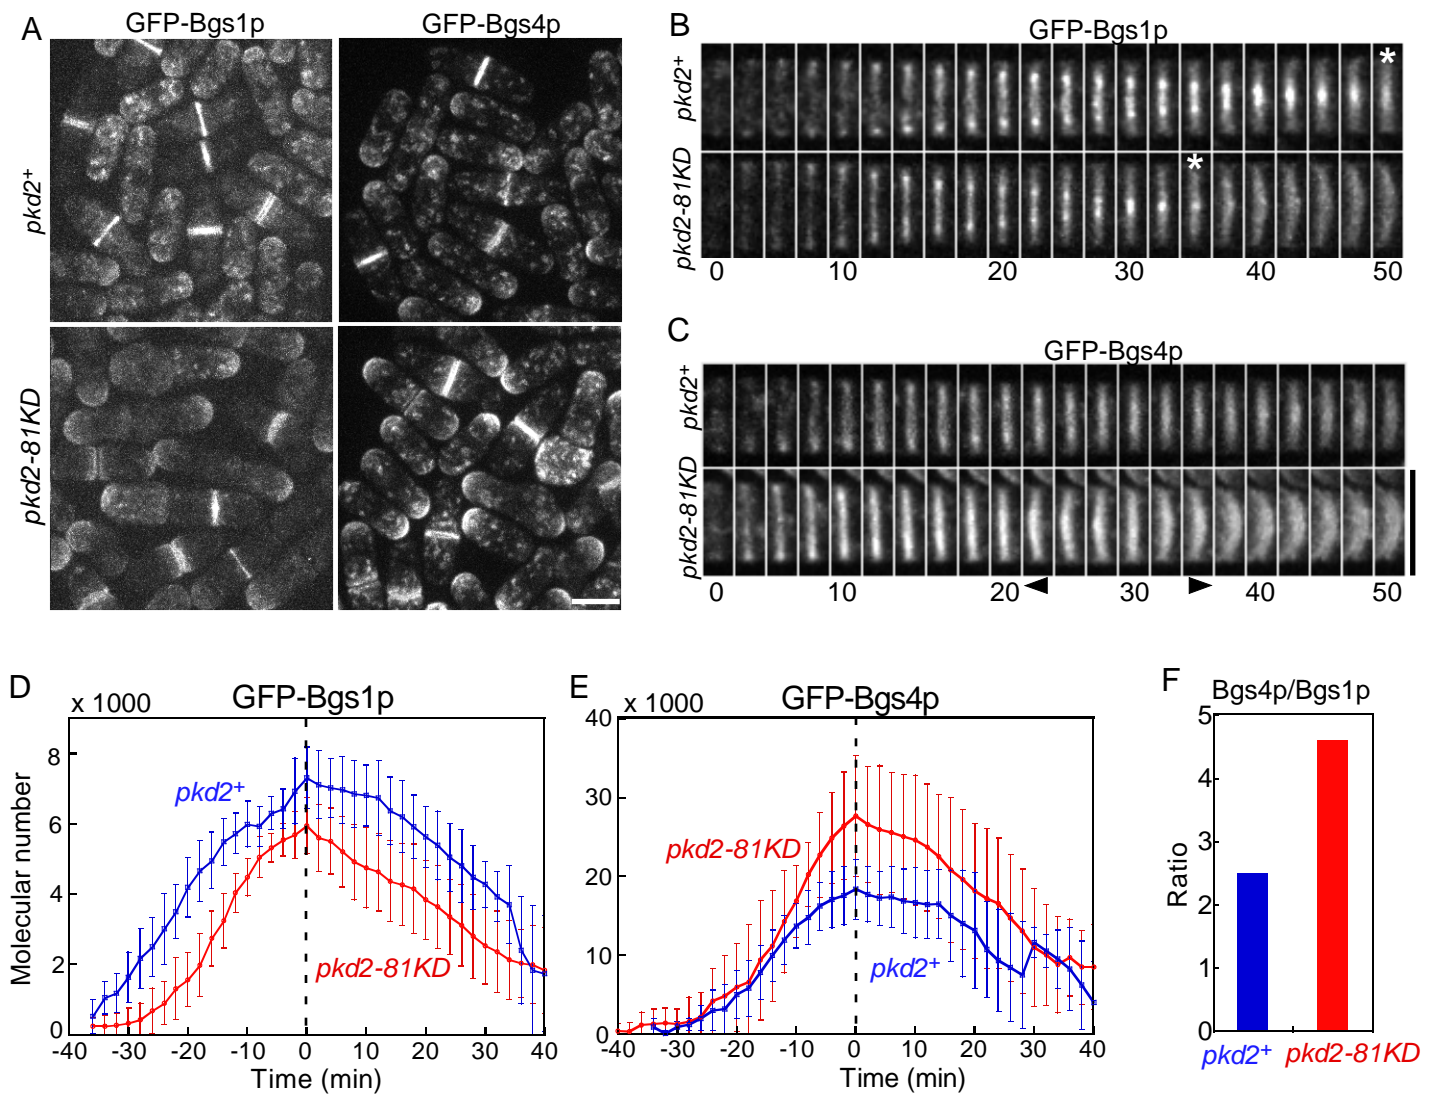 A
GFP-Bgs1p
GFP-Bgs4p
pkd2+
pkd2-81KD
B
GFP-Bgs1p
pkd2+
*
pkd2-81KD
*
0 10 20 30 40 50
C
GFP-Bgs4p
pkd2+
pkd2-81KD
0 10 20 30 40 50
D
x 1000
GFP-Bgs1p
Molecular number
8
6
4
2
0
pkd2+
pkd2-81KD
-40 -30 -20 -10 0 10 20 30 40
Time (min)
E
x 1000
GFP-Bgs4p
40
30
20
10
0
pkd2-81KD
pkd2+
-40 -30 -20 -10 0 10 20 30 40
Time (min)
F
Bgs4p/Bgs1p
Ratio
5
4
3
2
1
0
pkd2+ pkd2-81KD